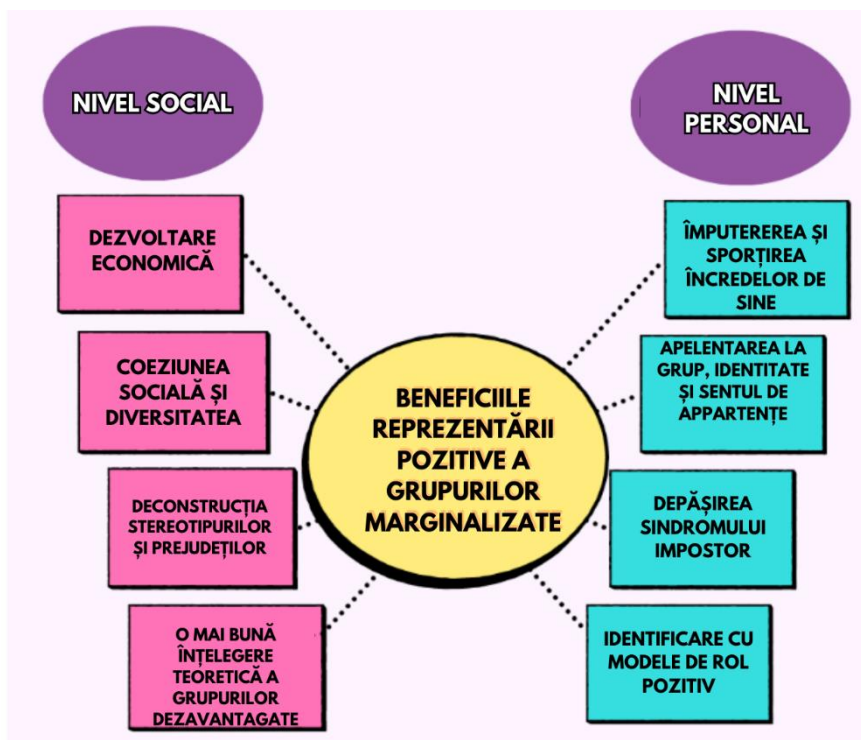 NIVEL SOCIAL
NIVEL
PERSONAL
DEZVOLTARE
ECONOMICĂ
COEZIUNEA
SOCIALĂ ȘI
DIVERSITATEA
DECONSTRUCȚIA
STEREOTIPURILOR
ȘI PREJUDEȚILOR
O MAI BUNĂ
ÎNȚELEGERE
TEORETICĂ A
GRUPURILOR
DEZAVANTAGATE
BENEFICIILE
REPREZENTĂRII
POZITIVE A
GRUPURILOR
MARGINALIZATE
ÎMPUTEREREA ȘI
SPORȚIREA
ÎNCREDELOR DE
SINE
APELENTAREA LA
GRUP, IDENTITATE
ȘI SENTUL DE
APPARTENȚE
DEPĂȘIREA
SINDROMULUI
IMPOSTOR
IDENTIFICARE CU
MODELE DE ROL
POZITIV